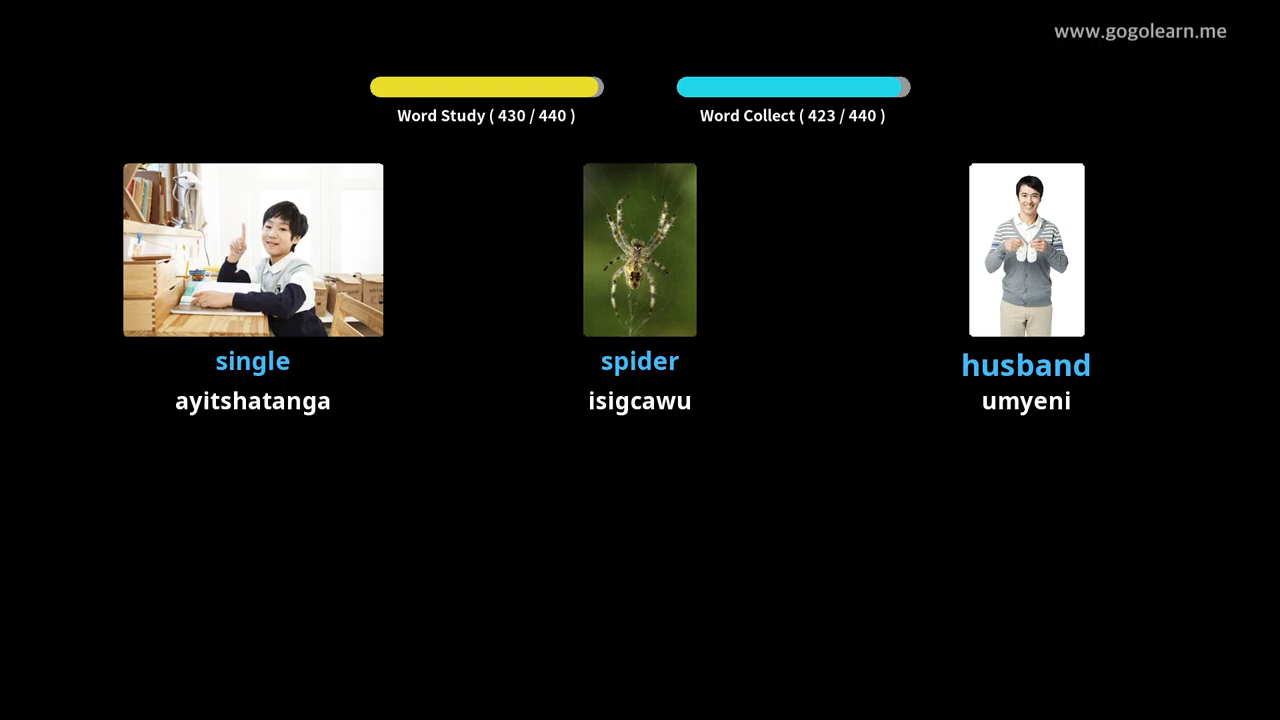 www.gogolearn.me
Word Study ( 430 / 440 )
Word Collect ( 423 / 440 )
single
spider
husband
ayitshatanga
isigcawu
umyeni